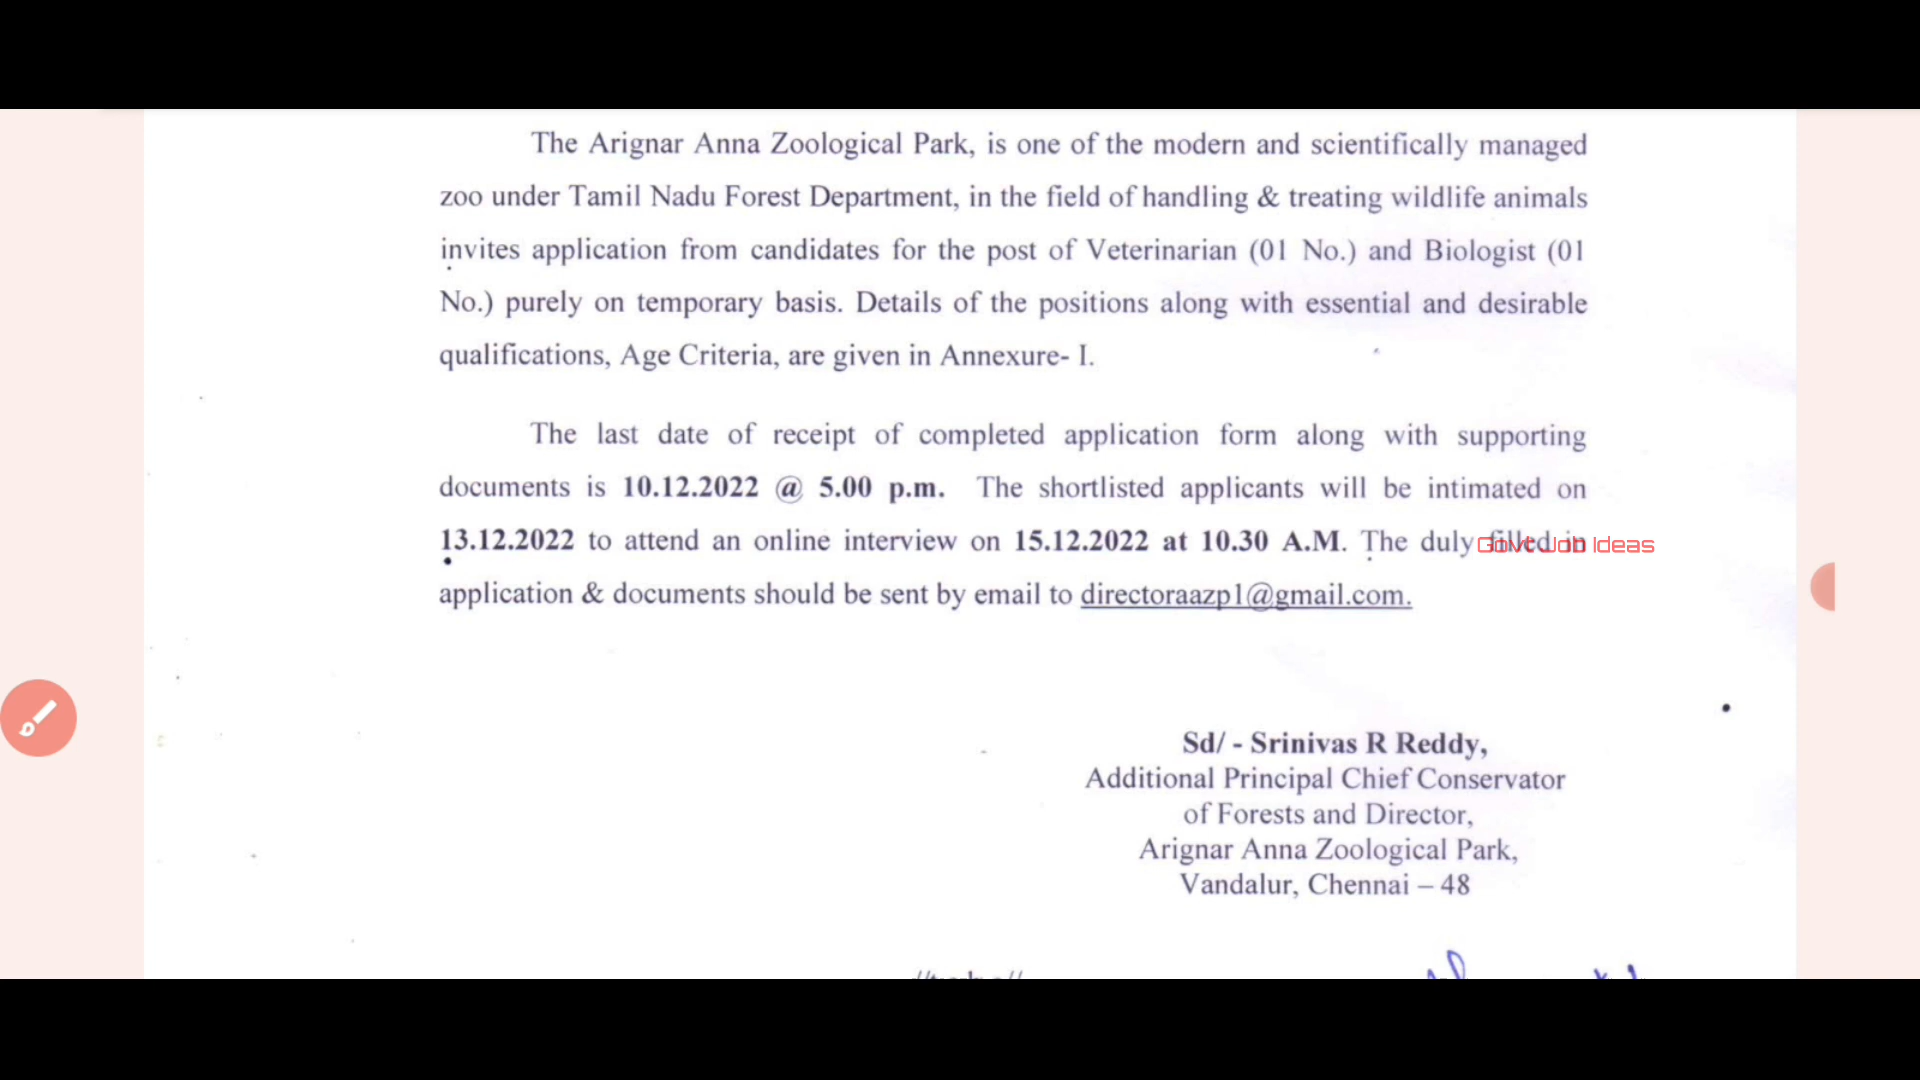 The Arignar Anna Zoological Park, is one of the modern and scientifically managed
zoo under Tamil Nadu Forest Department, in the field of handling & treating wildlife animals
invites application from candidates for the post of Veterinarian (01 No.) and Biologist (01
No.) purely on temporary basis. Details of the positions along with essential and desirable
qualifications, Age Criteria, are given in Annexure- I.
The last date of receipt of completed application form along with supporting
documents is 10.12.2022 @ 5.00 p.m. The shortlisted applicants will be intimated on
13.12.2022 to attend an online interview on 15.12.2022 at 10.30 A.M. The duly filled in
Govt Job Ideas
application & documents should be sent by email to directoraazp1@gmail.com.
Sd/ - Srinivas R Reddy,
Additional Principal Chief Conservator
of Forests and Director,
Arignar Anna Zoological Park,
Vandalur, Chennai – 48